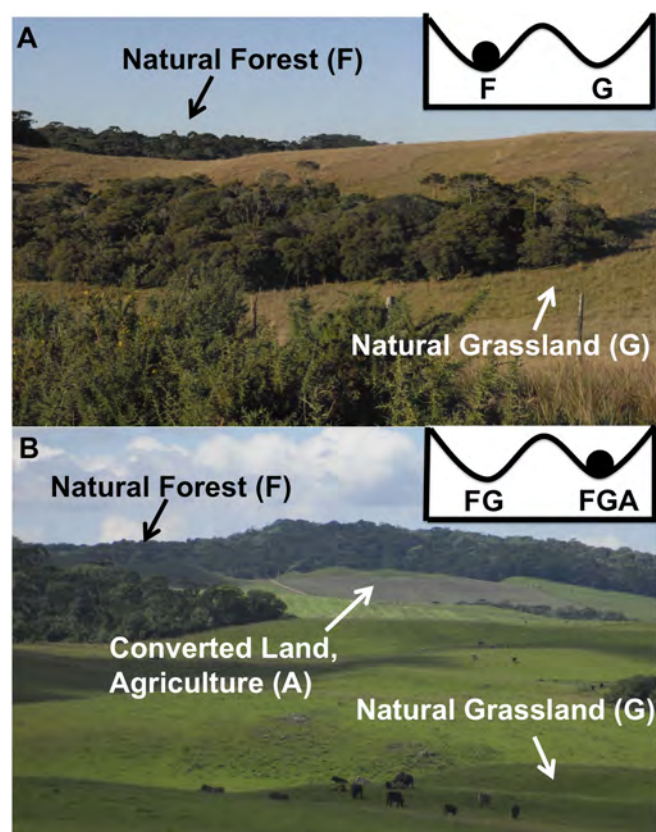 A
Natural Forest (F)
F G
Natural Grassland (G)
B
Natural Forest (F)
FG FGA
Converted Land,
Agriculture (A)
Natural Grassland (G)